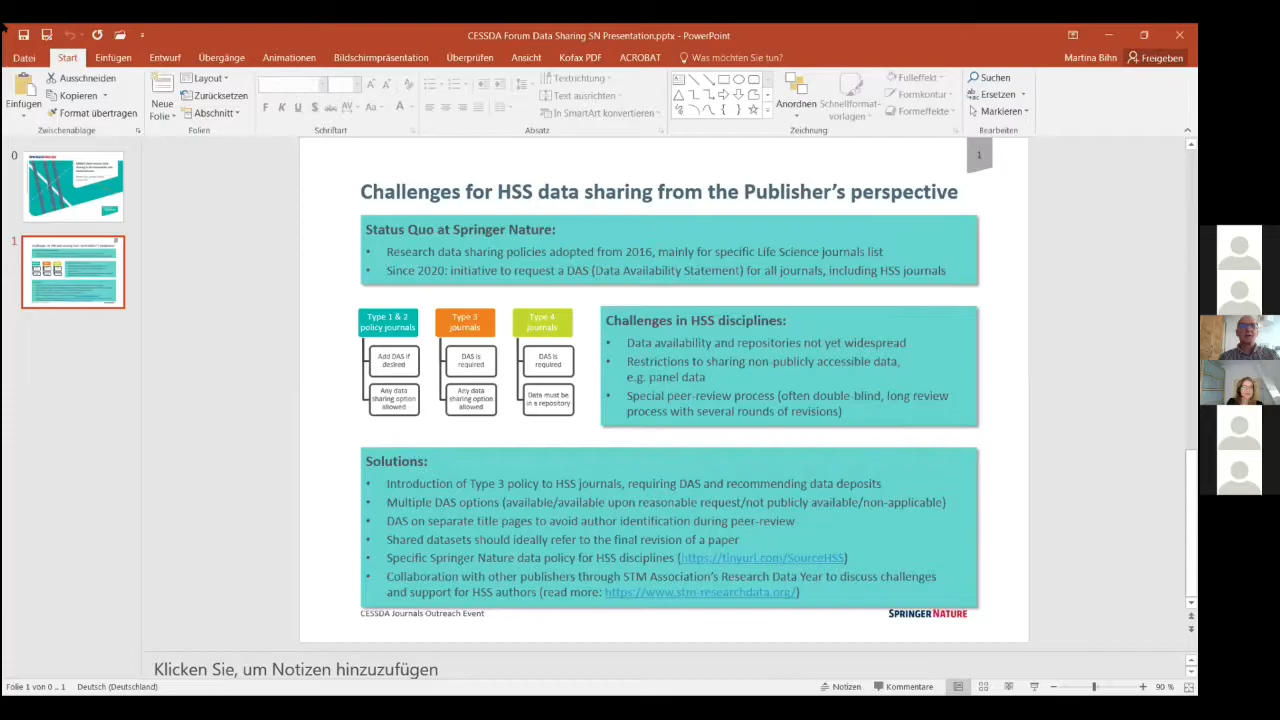 CESSDA Forum Data Sharing SN Presentation.pptx - PowerPoint
Datei Start Einfügen Entwurf Übergänge Animationen Bildschirmpräsentation Überprüfen Ansicht Kofax PDF ACROBAT Was möchten Sie tun? Martina Bihn Freigeben
Einfügen
Ausschneiden
Kopieren
Format übertragen
Zwischenablage
Neue
Folie
Layout
Zurücksetzen
Abschnitt
Folien
F K U S abc AV Aa A
Schriftart
Textrichtung
Text ausrichten
In SmartArt konvertieren
Absatz
Anordnen
Schnellformat-
vorlagen
Fülleffekt
Formkontur
Formeffekte
Zeichnung
Suchen
Ersetzen
Markieren
Bearbeiten
0
1
1
Challenges for HSS data sharing from the Publisher's perspective
Status Quo at Springer Nature:
• Research data sharing policies adopted from 2016, mainly for specific Life Science journals list
• Since 2020: initiative to request a DAS (Data Availability Statement) for all journals, including HSS journals
Type 1 & 2
policy journals
Add DAS if
desired
Any data
sharing option
allowed
Type 3
journals
DAS is
required
Any data
sharing option
allowed
Type 4
journals
DAS is
required
Data must be
in a repository
Challenges in HSS disciplines:
• Data availability and repositories not yet widespread
• Restrictions to sharing non-publicly accessible data,
e.g. panel data
• Special peer-review process (often double-blind, long review
process with several rounds of revisions)
Solutions:
• Introduction of Type 3 policy to HSS journals, requiring DAS and recommending data deposits
• Multiple DAS options (available/available upon reasonable request/not publicly available/non-applicable)
• DAS on separate title pages to avoid author identification during peer-review
• Shared datasets should ideally refer to the final revision of a paper
• Specific Springer Nature data policy for HSS disciplines (https://tinyurl.com/SourceHSS)
• Collaboration with other publishers through STM Association's Research Data Year to discuss challenges
and support for HSS authors (read more: https://www.stm-researchdata.org/)
CESSDA Journals Outreach Event
SPRINGER NATURE
Klicken Sie, um Notizen hinzuzufügen
Folie 1 von 0 .. 1 Deutsch (Deutschland) Notizen Kommentare 90 %